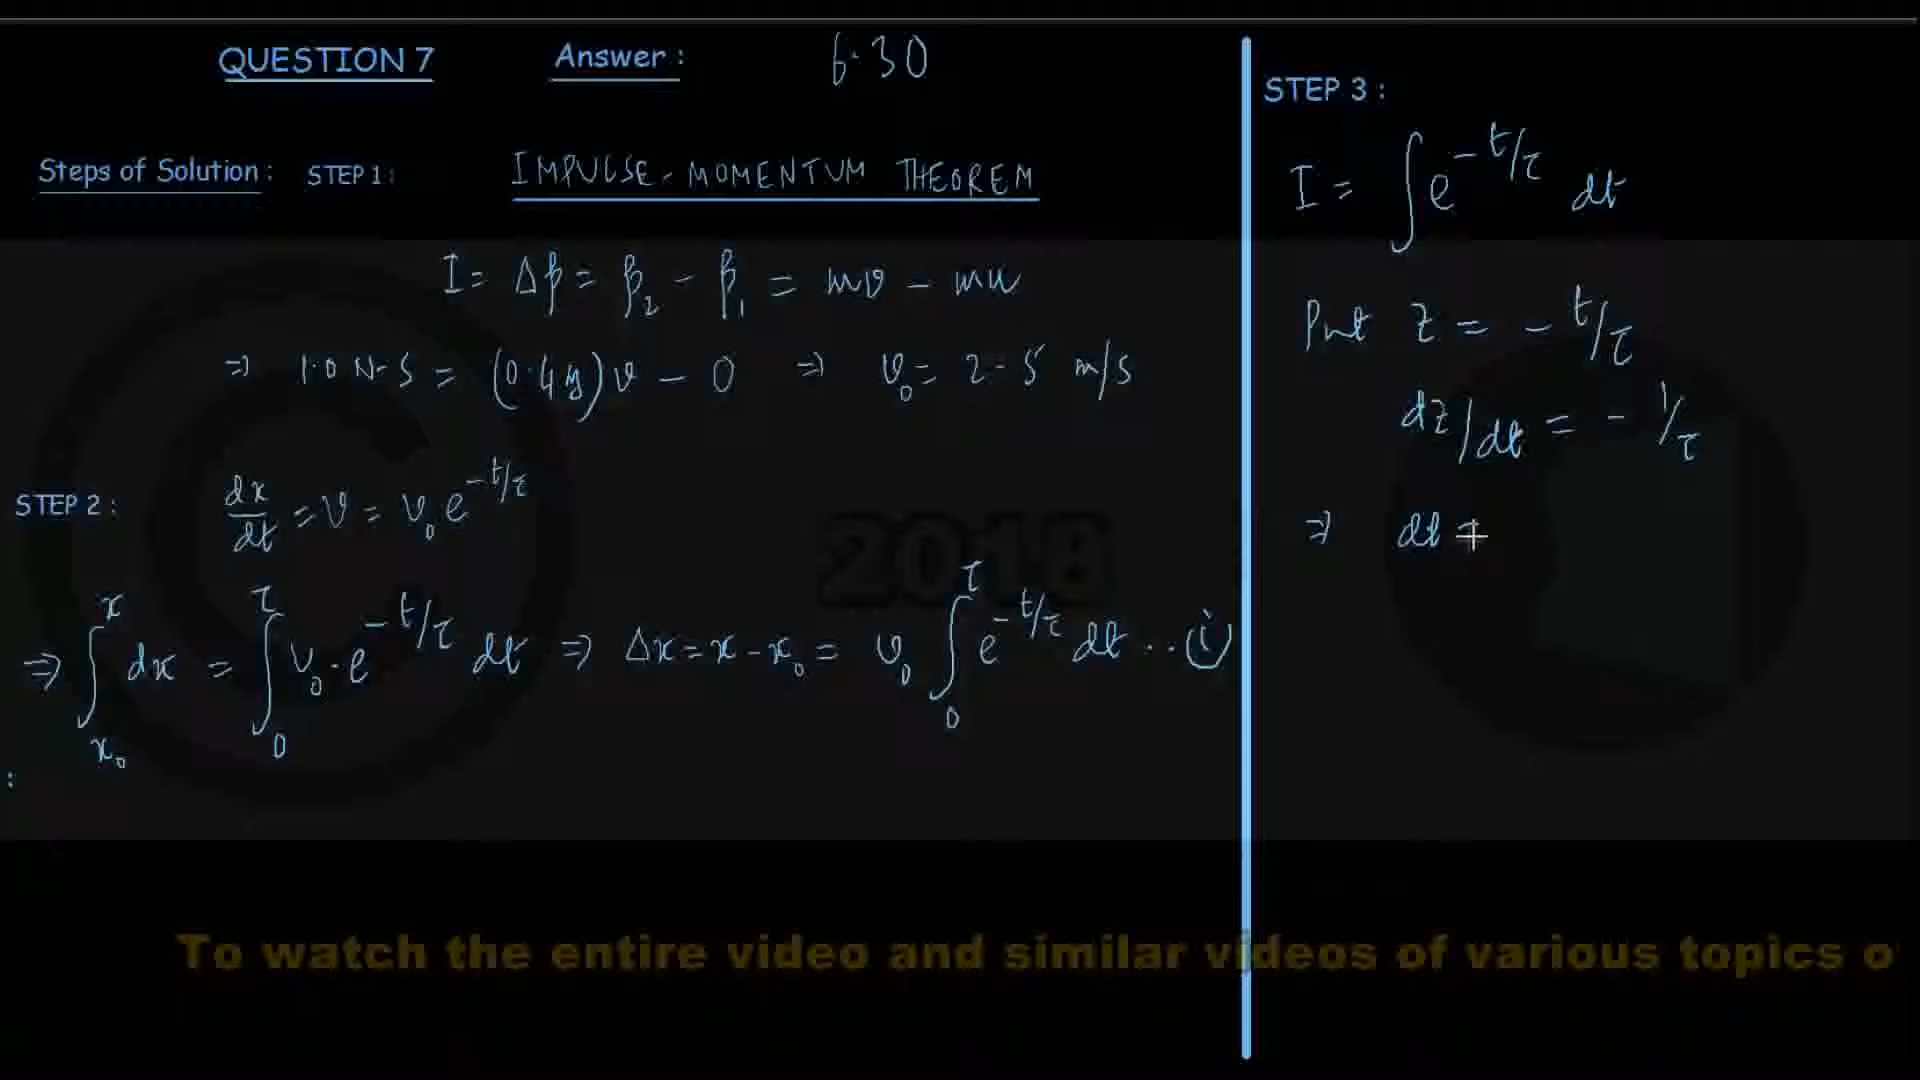 QUESTION 7 Answer : 6.30
Steps of Solution : STEP 1 : IMPULSE - MOMENTUM THEOREM
I = Δp = p₂ - p₁ = mv - mu
⇒ 1.0 N-S = (0.4 kg)v - 0 ⇒ v₀ = 2.5 m/s
STEP 2 : dx/dt = v = v₀ e^(-t/τ)
⇒ ∫_{x₀}^{x} dx = ∫_{0}^{τ} v₀ . e^(-t/τ) dt ⇒ Δx = x - x₀ = v₀ ∫_{0}^{τ} e^(-t/τ) dt ... (i)
:
STEP 3 :
I = ∫ e^(-t/τ) dt
Put z = - t/τ
dz/dt = - 1/τ
⇒ dt =
2018
To watch the entire video and similar videos of various topics o